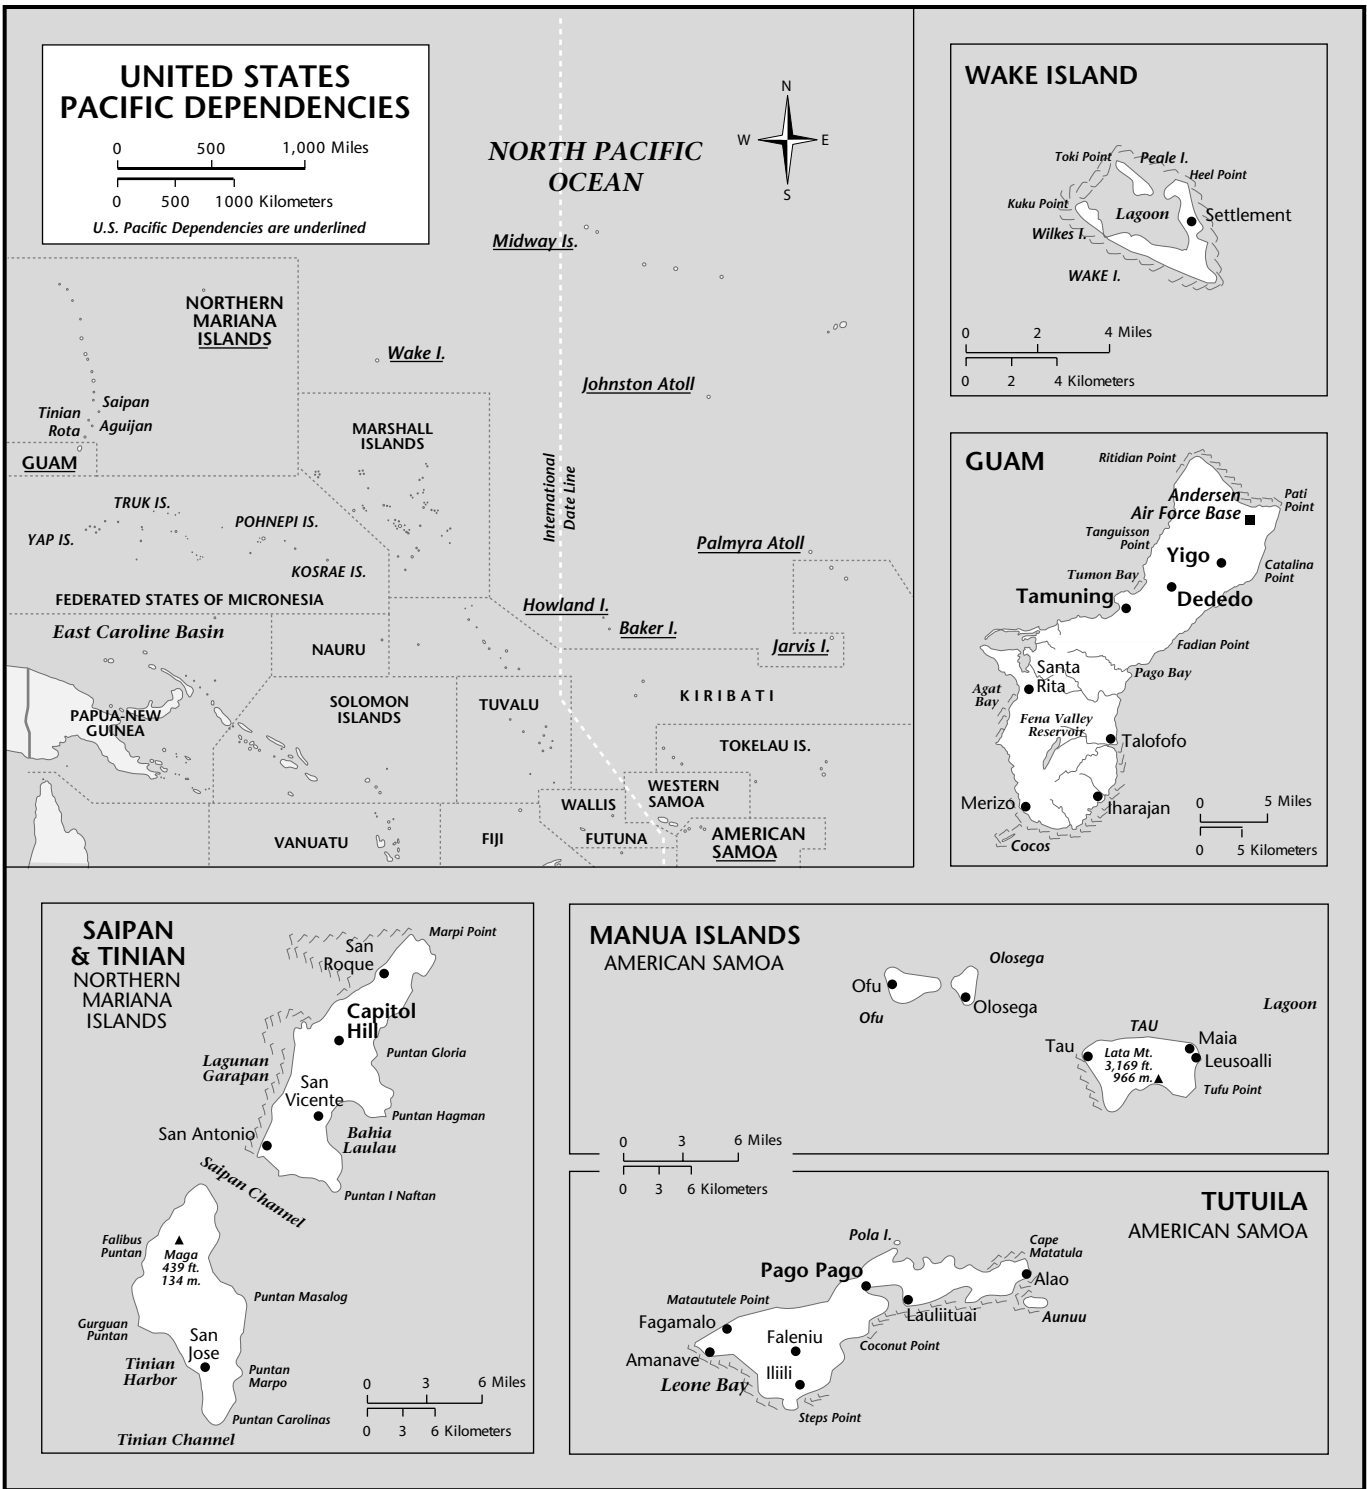 UNITED STATES
PACIFIC DEPENDENCIES
0 500 1,000 Miles
0 500 1000 Kilometers
U.S. Pacific Dependencies are underlined
N
W E
S
NORTH PACIFIC
OCEAN
Midway Is.
NORTHERN
MARIANA
ISLANDS
Wake I.
Johnston Atoll
Saipan
Tinian
Rota
Aguijan
GUAM
MARSHALL
ISLANDS
International
Date Line
TRUK IS.
POHNEPI IS.
YAP IS.
KOSRAE IS.
Palmyra Atoll
FEDERATED STATES OF MICRONESIA
Howland I.
East Caroline Basin
Baker I.
NAURU
Jarvis I.
SOLOMON
ISLANDS
TUVALU
KIRIBATI
PAPUA-NEW
GUINEA
TOKELAU IS.
WESTERN
SAMOA
WALLIS
FUTUNA
VANUATU
FIJI
AMERICAN
SAMOA
WAKE ISLAND
Toki Point
Peale I.
Heel Point
Kuku Point
Lagoon
Settlement
Wilkes I.
WAKE I.
0 2 4 Miles
0 2 4 Kilometers
GUAM
Ritidian Point
Andersen
Air Force Base
Pati
Point
Tanguisson
Point
Yigo
Catalina
Point
Tumon Bay
Tamuning
Dededo
Fadian Point
Santa
Rita
Pago Bay
Agat
Bay
Fena Valley
Reservoir
Talofofo
Merizo
Iharajan
Cocos
0 5 Miles
0 5 Kilometers
SAIPAN
& TINIAN
NORTHERN
MARIANA
ISLANDS
Marpi Point
San
Roque
Capitol
Hill
Puntan Gloria
Lagunan
Garapan
San
Vicente
Puntan Hagman
San Antonio
Bahia
Laulau
Saipan Channel
Puntan I Naftan
Falibus
Puntan
Maga
439 ft.
134 m.
Puntan Masalog
Gurguan
Puntan
San
Jose
Tinian
Harbor
Puntan
Marpo
Puntan Carolinas
Tinian Channel
0 3 6 Miles
0 3 6 Kilometers
MANUA ISLANDS
AMERICAN SAMOA
Olosega
Ofu
Olosega
Ofu
Lagoon
TAU
Tau
Maia
Lata Mt.
3,169 ft.
966 m.
Leusoalli
Tufu Point
0 3 6 Miles
0 3 6 Kilometers
TUTUILA
AMERICAN SAMOA
Pola I.
Cape
Matatula
Pago Pago
Alao
Mataututele Point
Lauliituai
Aunuu
Fagamalo
Faleniu
Coconut Point
Amanave
Iliili
Leone Bay
Steps Point